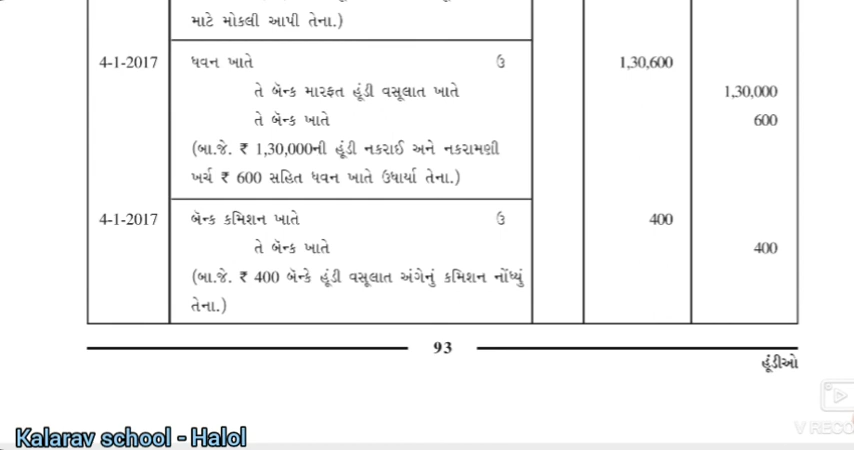 માટે મોકલી આપી તેના.)
4-1-2017 ધવન ખાતે ઉ 1,30,600
તે બૅન્ક મારફત હૂંડી વસૂલાત ખાતે 1,30,000
તે બૅન્ક ખાતે 600
(બા.જે. ₹ 1,30,000ની હૂંડી નકરાઈ અને નકરામણી
ખર્ચ ₹ 600 સહિત ધવન ખાતે ઉધાર્યા તેના.)
4-1-2017 બૅન્ક કમિશન ખાતે ઉ 400
તે બૅન્ક ખાતે 400
(બા.જે. ₹ 400 બૅન્કે હૂંડી વસૂલાત અંગેનું કમિશન નોંધ્યું
તેના.)
93
હૂંડીઓ
V RECO
Kalarav school - Halol